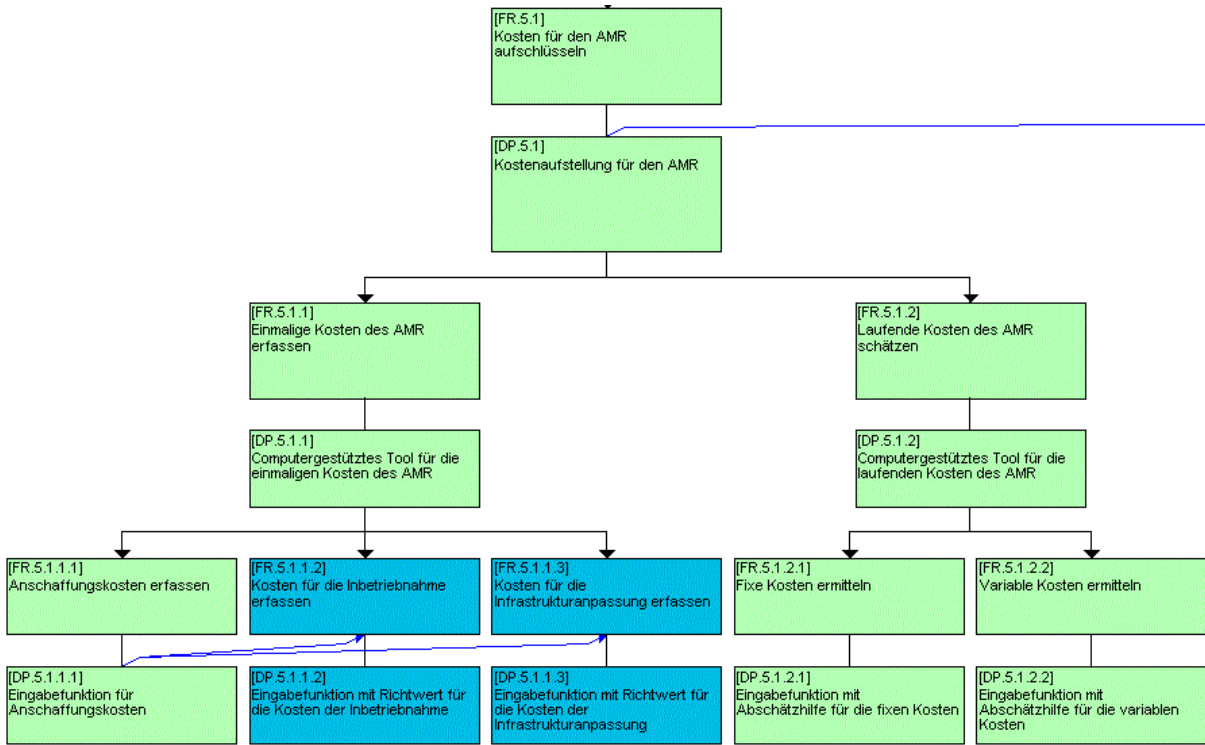 [FR.5.1]
Kosten für den AMR
aufschlüsseln
[DP.5.1]
Kostenaufstellung für den AMR
[FR.5.1.1]
Einmalige Kosten des AMR
erfassen
[FR.5.1.2]
Laufende Kosten des AMR
schätzen
[DP.5.1.1]
Computergestütztes Tool für die
einmaligen Kosten des AMR
[DP.5.1.2]
Computergestütztes Tool für die
laufenden Kosten des AMR
[FR.5.1.1.1]
Anschaffungskosten erfassen
[FR.5.1.1.2]
Kosten für die Inbetriebnahme
erfassen
[FR.5.1.1.3]
Kosten für die
Infrastrukturanpassung erfassen
[FR.5.1.2.1]
Fixe Kosten ermitteln
[FR.5.1.2.2]
Variable Kosten ermitteln
[DP.5.1.1.1]
Eingabefunktion für
Anschaffungskosten
[DP.5.1.1.2]
Eingabefunktion mit Richtwert für
die Kosten der Inbetriebnahme
[DP.5.1.1.3]
Eingabefunktion mit Richtwert für
die Kosten der
Infrastrukturanpassung
[DP.5.1.2.1]
Eingabefunktion mit
Abschätzhilfe für die fixen Kosten
[DP.5.1.2.2]
Eingabefunktion mit
Abschätzhilfe für die variablen
Kosten